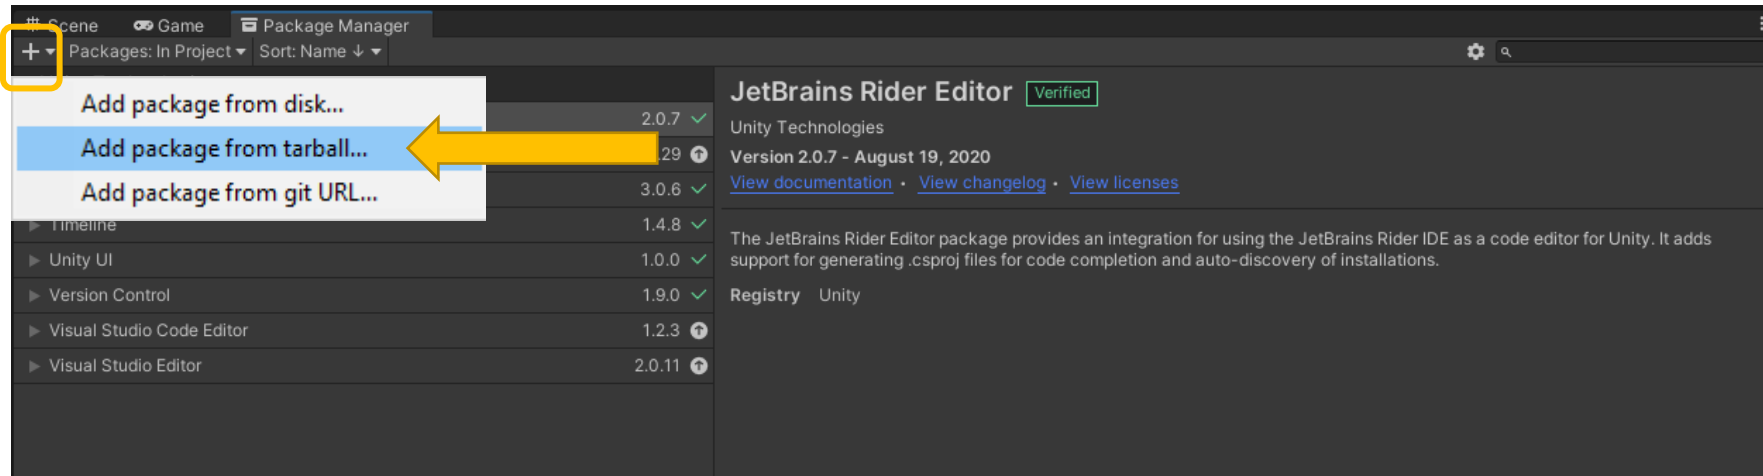 Scene Game Package Manager
Packages: In Project Sort: Name ↓
Add package from disk...
Add package from tarball...
Add package from git URL...
2.0.7
.29
3.0.6
Timeline 1.4.8
Unity UI 1.0.0
Version Control 1.9.0
Visual Studio Code Editor 1.2.3
Visual Studio Editor 2.0.11
JetBrains Rider Editor Verified
Unity Technologies
Version 2.0.7 - August 19, 2020
View documentation • View changelog • View licenses
The JetBrains Rider Editor package provides an integration for using the JetBrains Rider IDE as a code editor for Unity. It adds
support for generating .csproj files for code completion and auto-discovery of installations.
Registry Unity